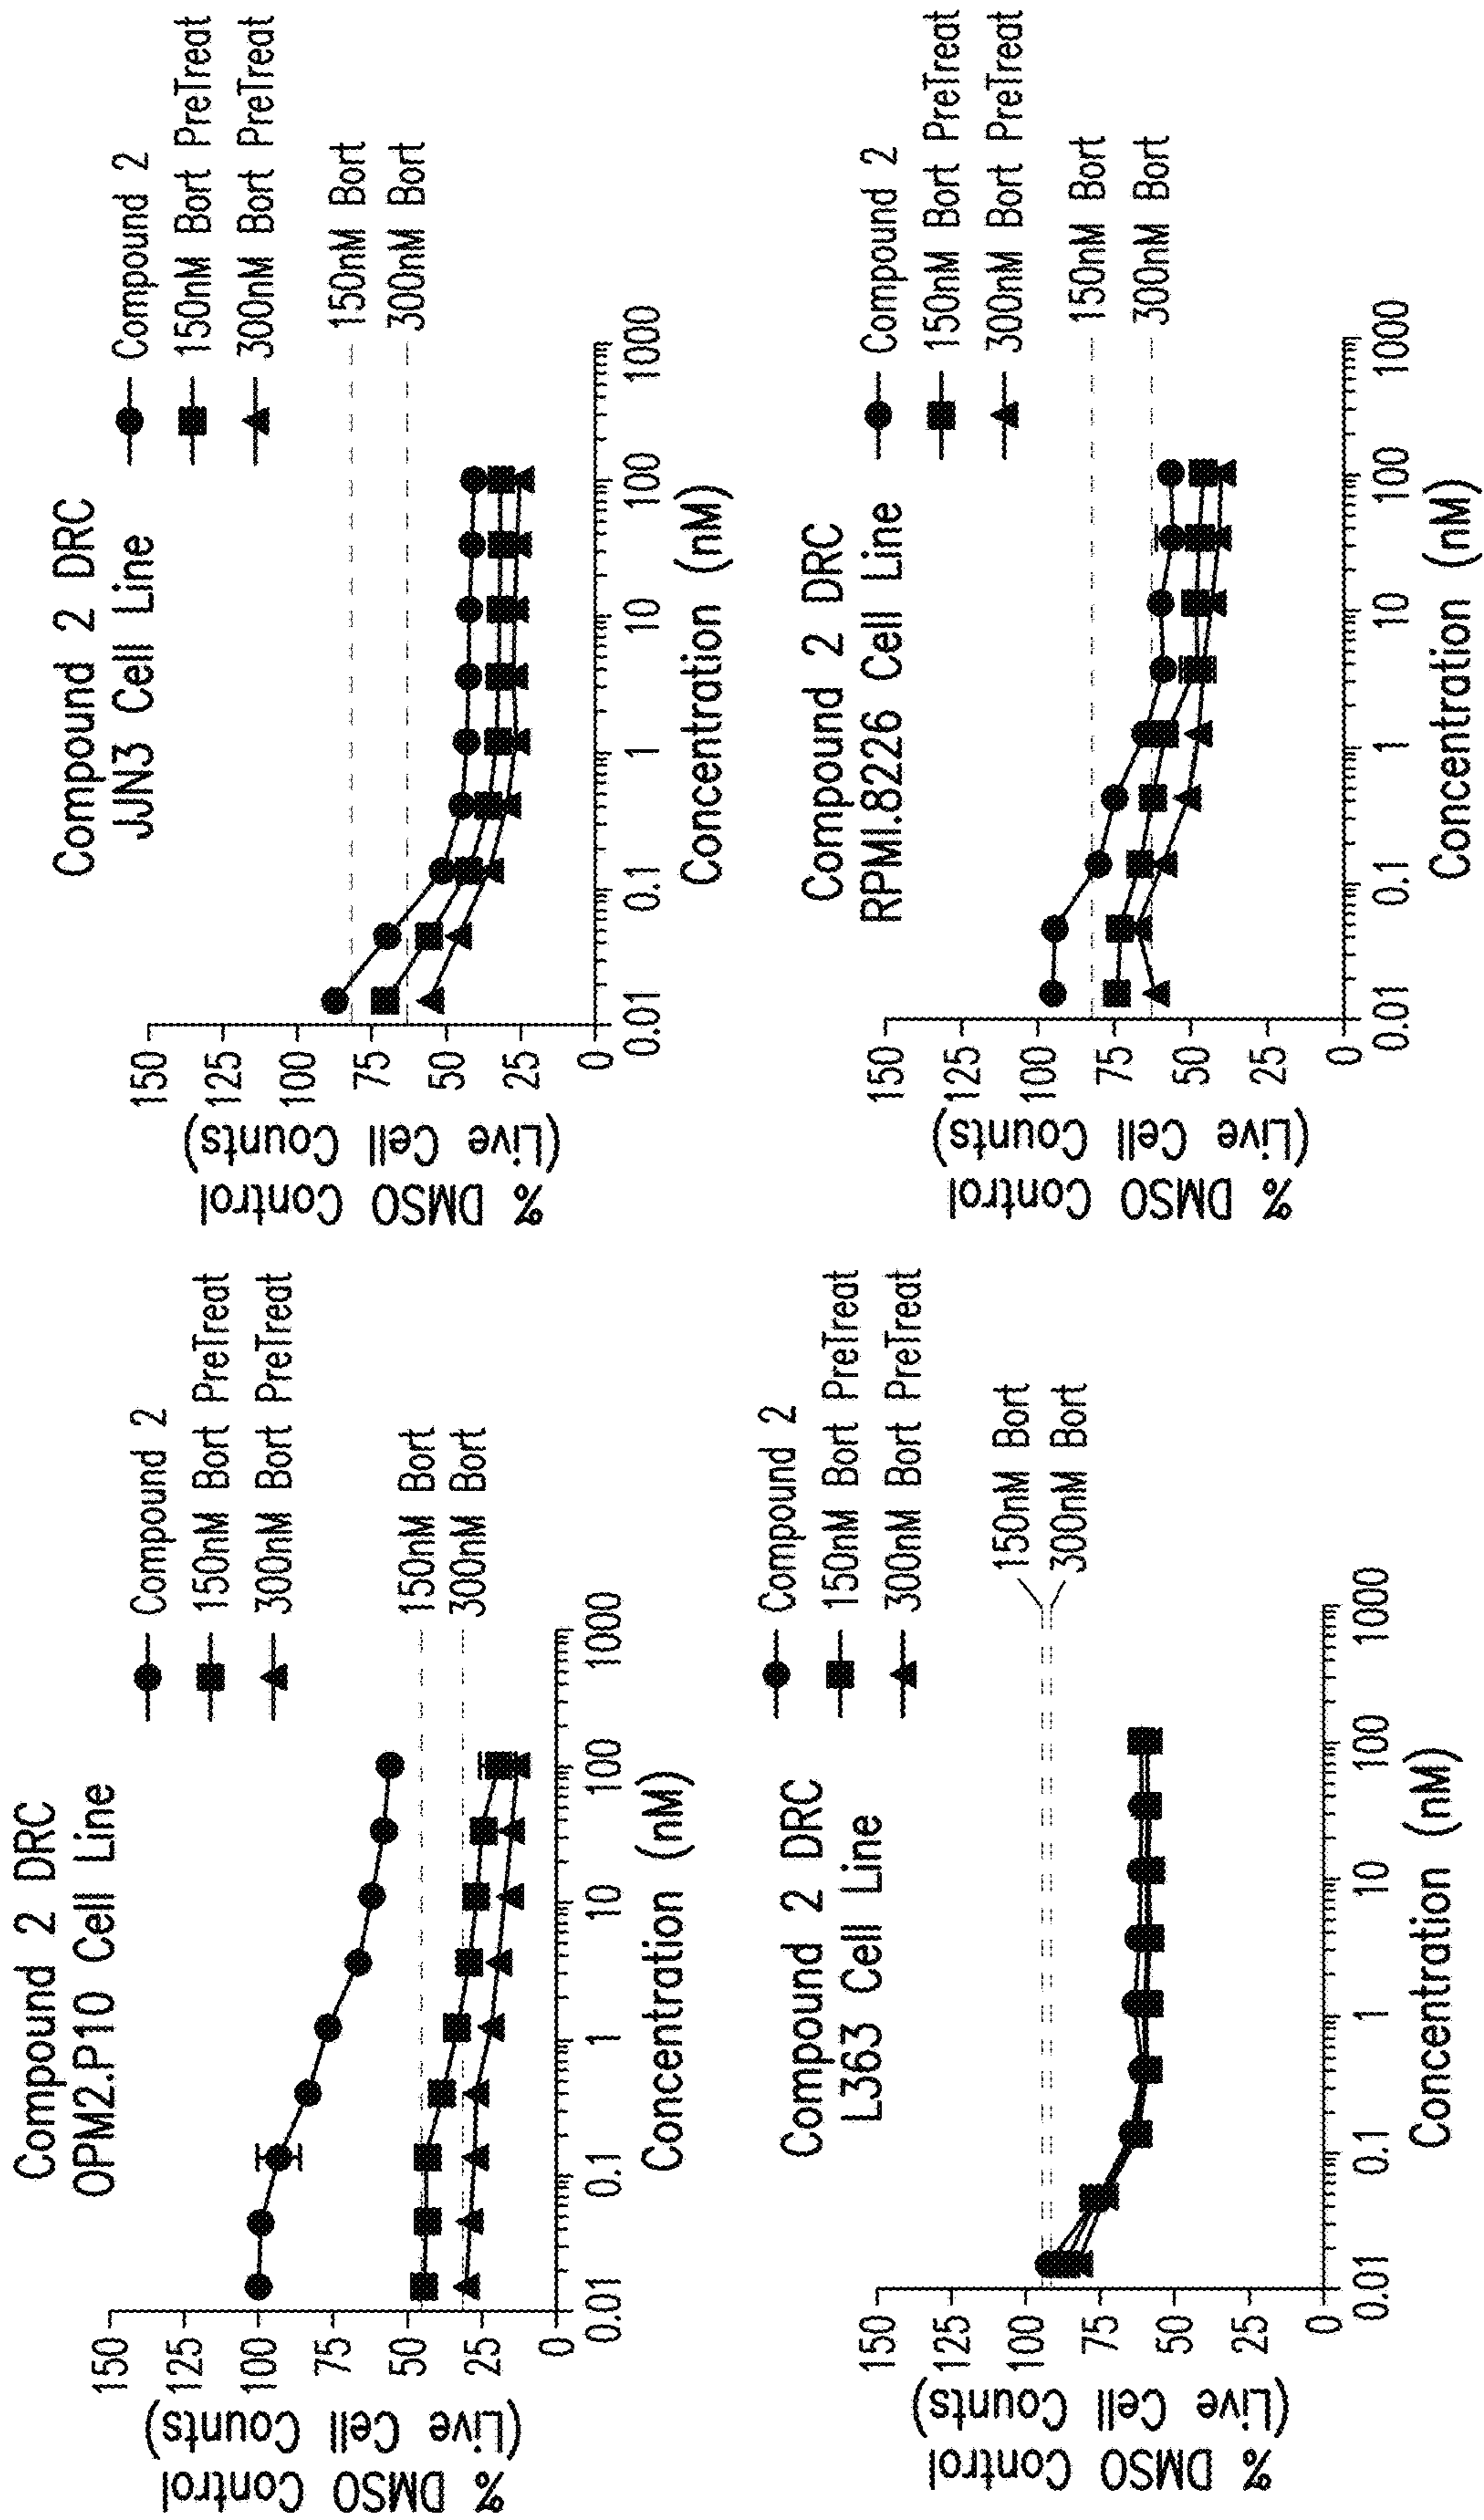 Compound 2 DRC
OPM2.P10 Cell Line
% DMSO Control
(Live Cell Counts)
150
125
100
75
50
25
0
0.01
0.1
1
10
100
1000
Concentration (nM)
Compound 2
150nM Bort PreTreat
300nM Bort PreTreat
150nM Bort
300nM Bort
Compound 2 DRC
JJN3 Cell Line
% DMSO Control
(Live Cell Counts)
150
125
100
75
50
25
0
0.01
0.1
1
10
100
1000
Concentration (nM)
Compound 2
150nM Bort PreTreat
300nM Bort PreTreat
150nM Bort
300nM Bort
Compound 2 DRC
L363 Cell Line
% DMSO Control
(Live Cell Counts)
150
125
100
75
50
25
0
0.01
0.1
1
10
100
1000
Concentration (nM)
Compound 2
150nM Bort PreTreat
300nM Bort PreTreat
150nM Bort
300nM Bort
Compound 2 DRC
RPMI.8226 Cell Line
% DMSO Control
(Live Cell Counts)
150
125
100
75
50
25
0
0.01
0.1
1
10
100
1000
Concentration (nM)
Compound 2
150nM Bort PreTreat
300nM Bort PreTreat
150nM Bort
300nM Bort